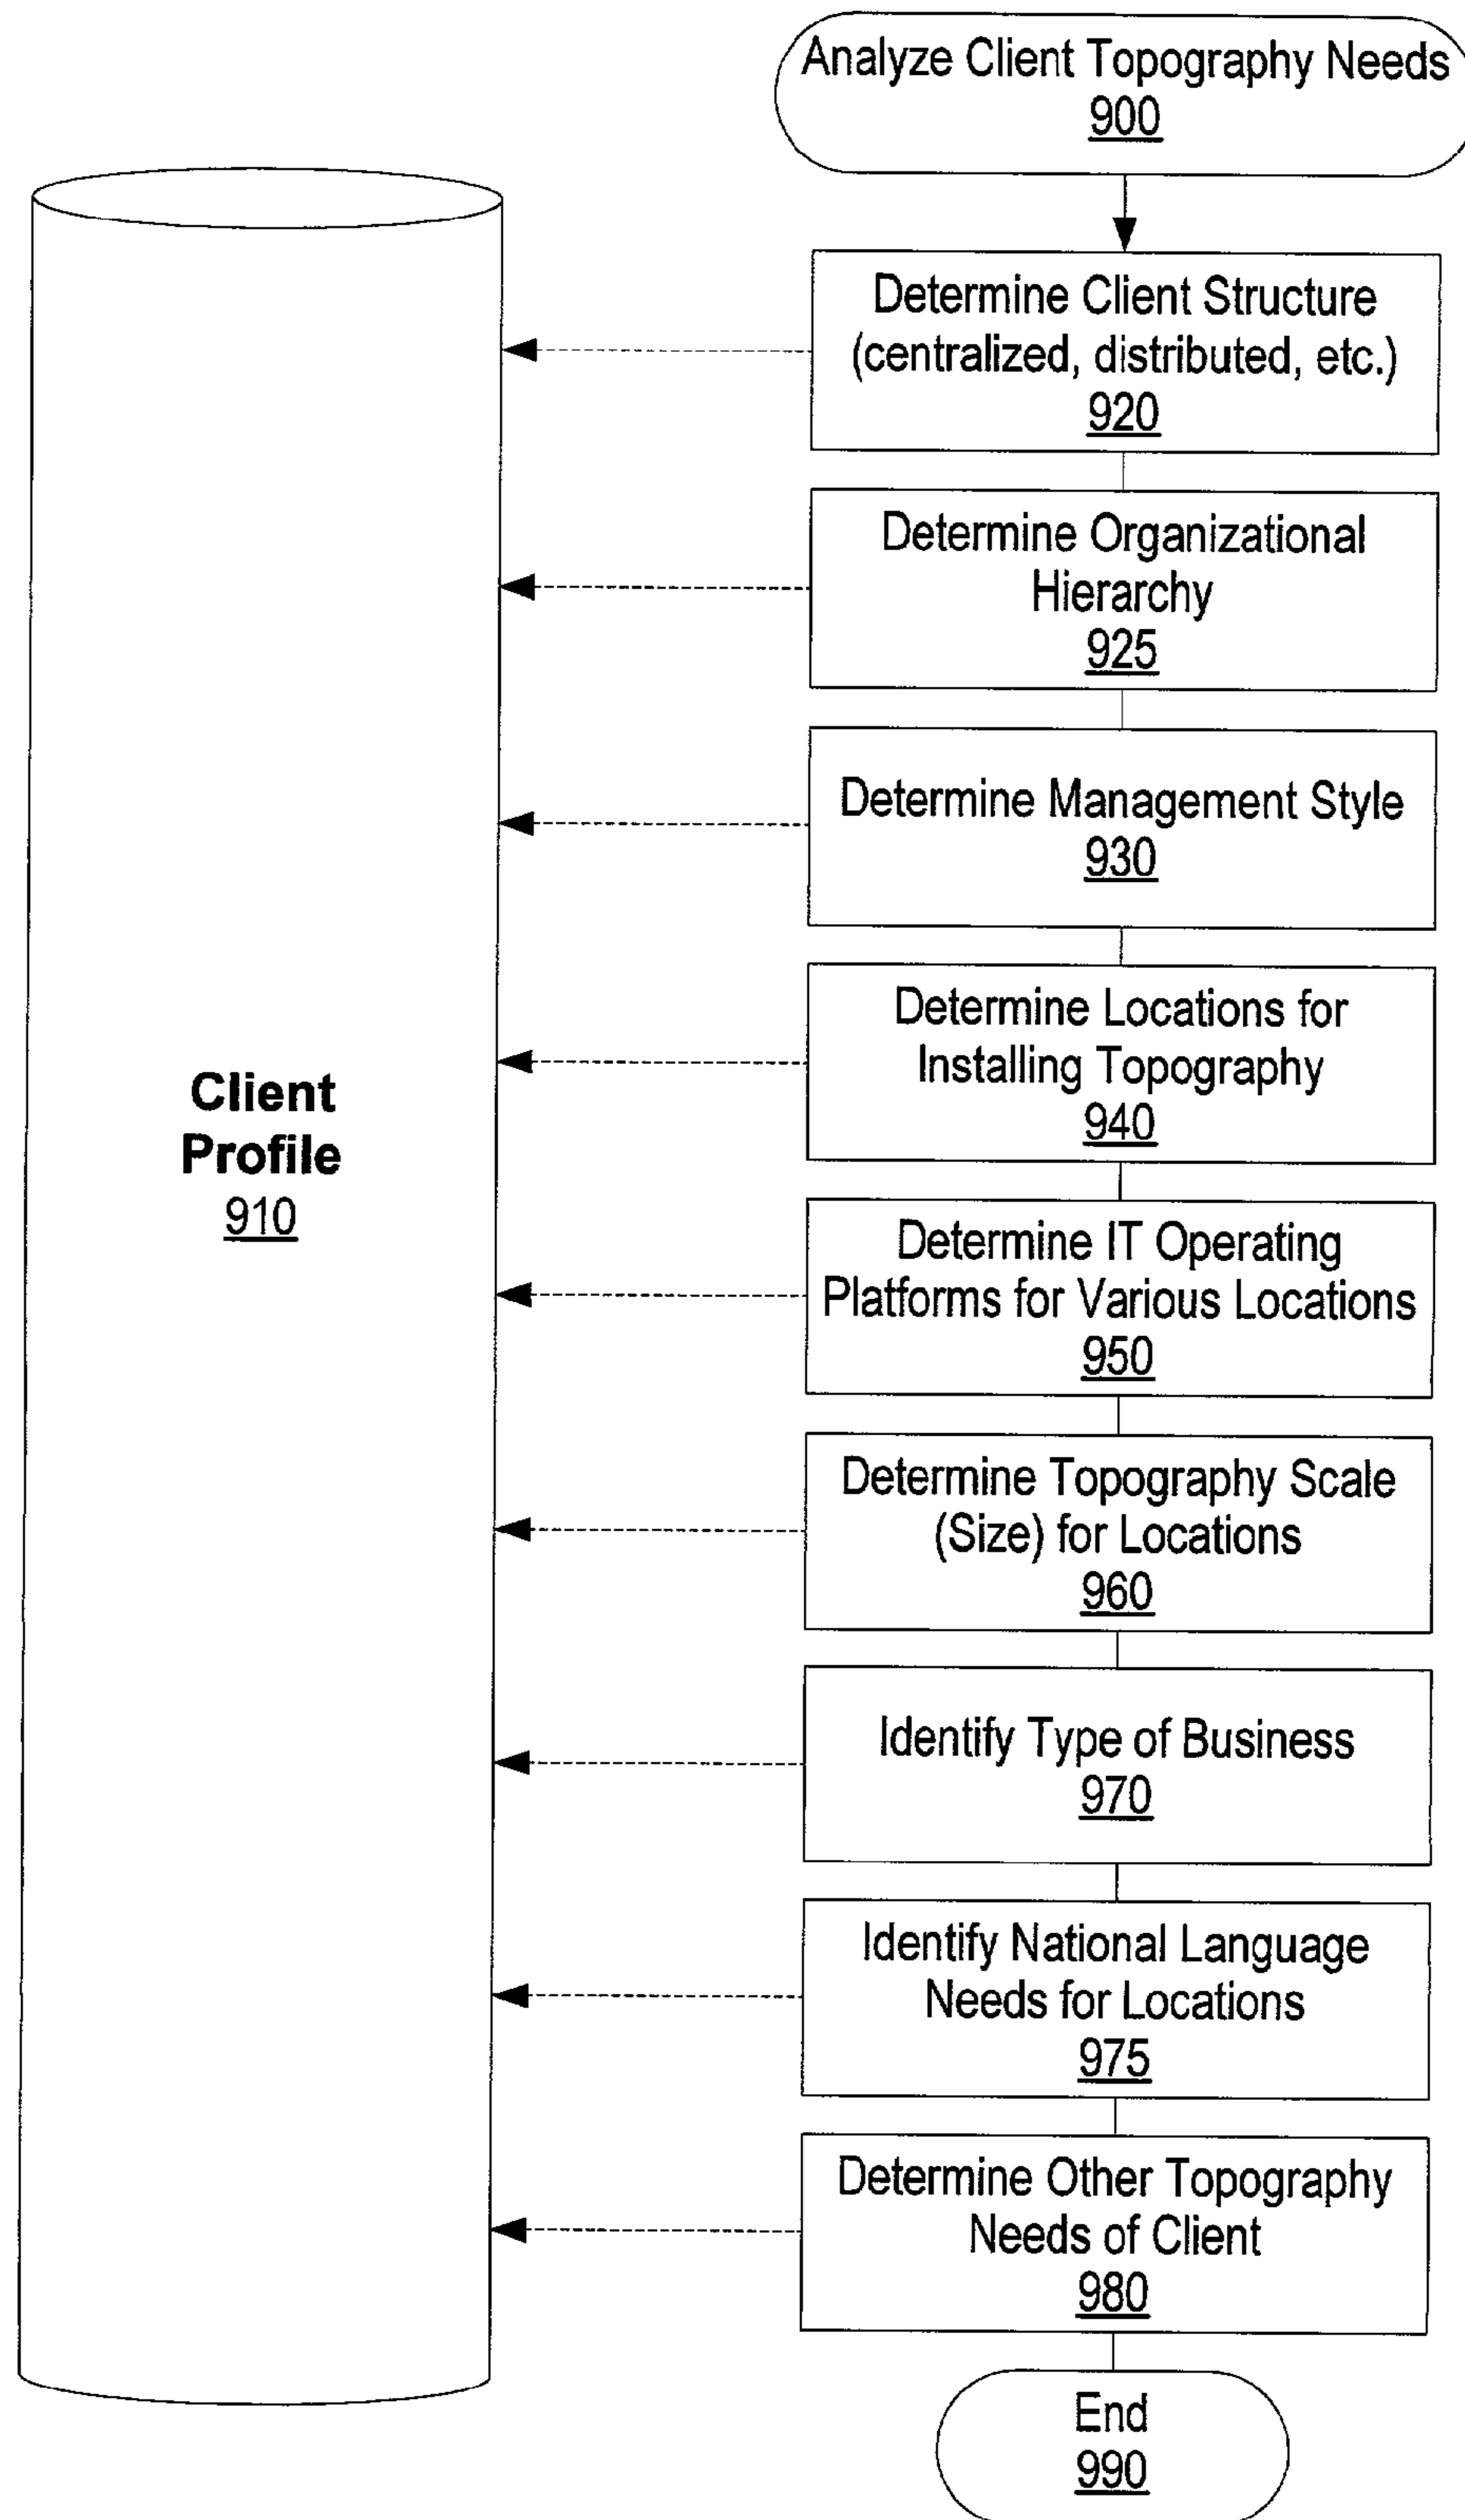 Analyze Client Topography Needs
900
Determine Client Structure
(centralized, distributed, etc.)
920
Determine Organizational
Hierarchy
925
Determine Management Style
930
Determine Locations for
Installing Topography
940
Client
Profile
910
Determine IT Operating
Platforms for Various Locations
950
Determine Topography Scale
(Size) for Locations
960
Identify Type of Business
970
Identify National Language
Needs for Locations
975
Determine Other Topography
Needs of Client
980
End
990